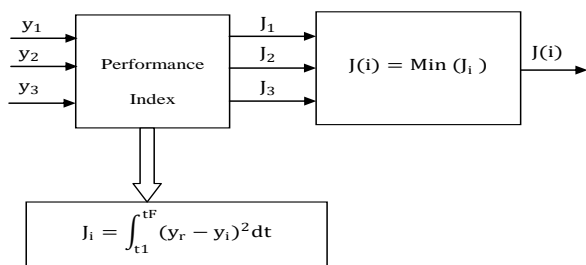 y₁
y₂
y₃
Performance
Index
J₁
J₂
J₃
J(i) = Min (Jᵢ )
J(i)
Jᵢ = ∫ₜ₁ᵗF (yᵣ − yᵢ)²dt